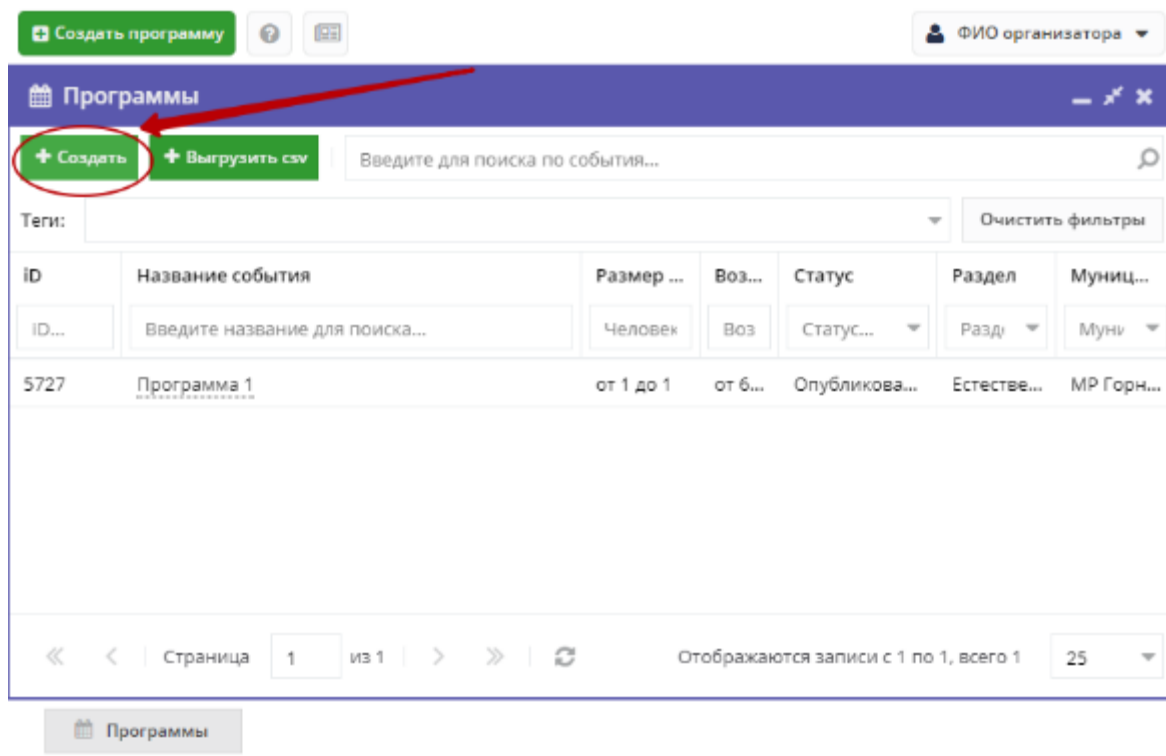 Создать программу
ФИО организатора
Программы
+ Создать + Выгрузить csv Введите для поиска по события...
Теги: Очистить фильтры
iD Название события Размер ... Воз... Статус Раздел Муниц...
iD... Введите название для поиска... Человек Воз Статус... Разд Муни
5727 Программа 1 от 1 до 1 от 6... Опубликова... Естестве... МР Горн...
Страница 1 из 1 Отображаются записи с 1 по 1, всего 1 25
Программы